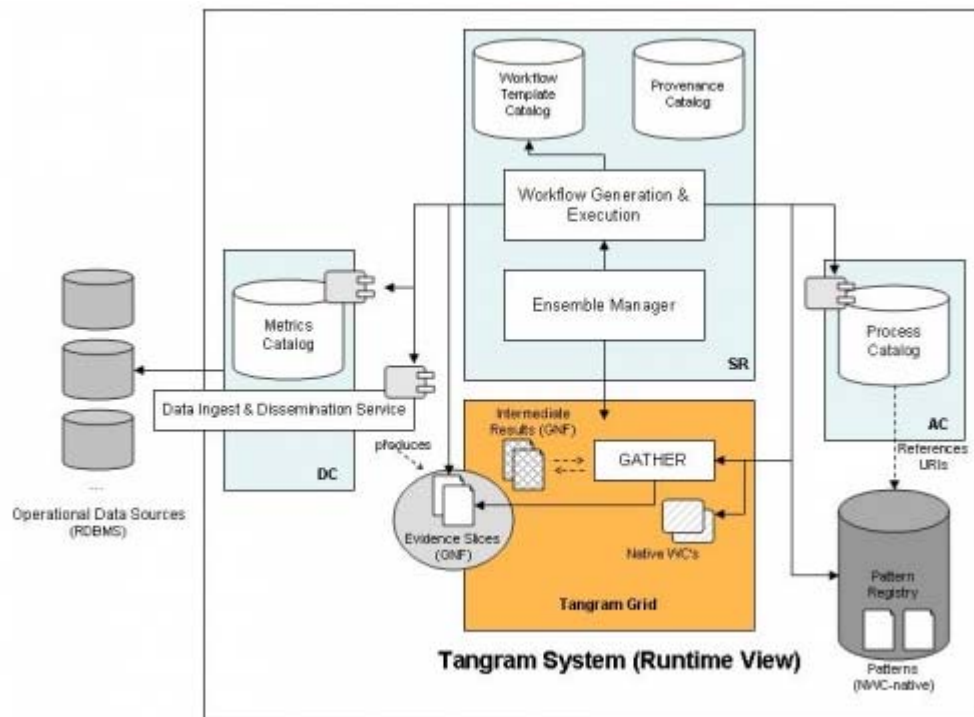 Workflow
Template
Catalog
Provenance
Catalog
Workflow Generation &
Execution
Ensemble Manager
SR
Metrics
Catalog
Data Ingest & Dissemination Service
DC
produces
...
Operational Data Sources
(RDBMS)
Process
Catalog
AC
References
URIs
Intermediate
Results (GNF)
GATHER
Evidence Slices
(GNF)
Native WC's
Tangram Grid
Pattern
Registry
Patterns
(NWC-native)
Tangram System (Runtime View)